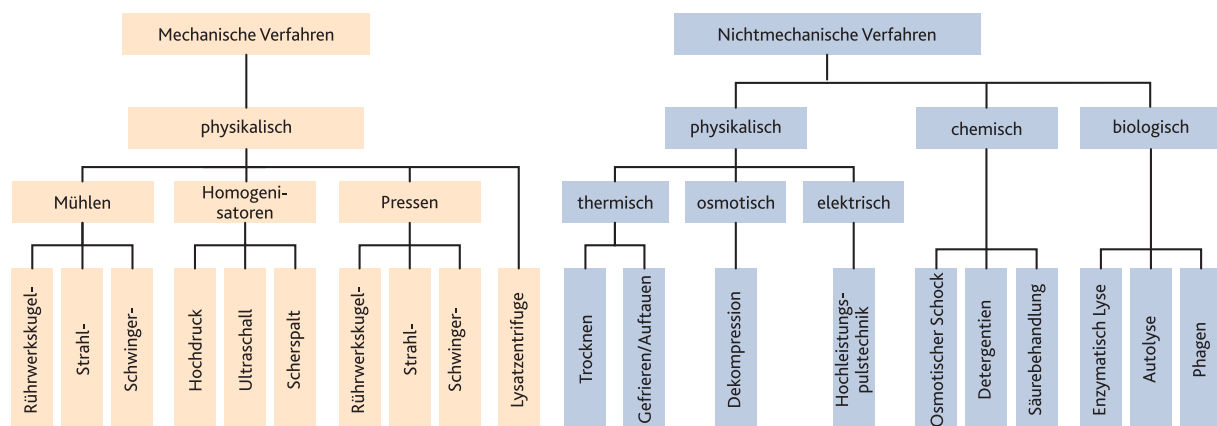 Mechanische Verfahren
Nichtmechanische Verfahren
physikalisch
physikalisch
chemisch
biologisch
Mühlen
Homogeni-
satoren
Pressen
thermisch
osmotisch
elektrisch
Rührwerkskugel-
Strahl-
Schwinger-
Hochdruck
Ultraschall
Scherspalt
Rührwerkskugel-
Strahl-
Schwinger-
Lysatzentrifuge
Trocknen
Gefrieren/Auftauen
Dekompression
Hochleistungs-
pulstechnik
Osmotischer Schock
Detergentien
Säurebehandlung
Enzymatisch Lyse
Autolyse
Phagen